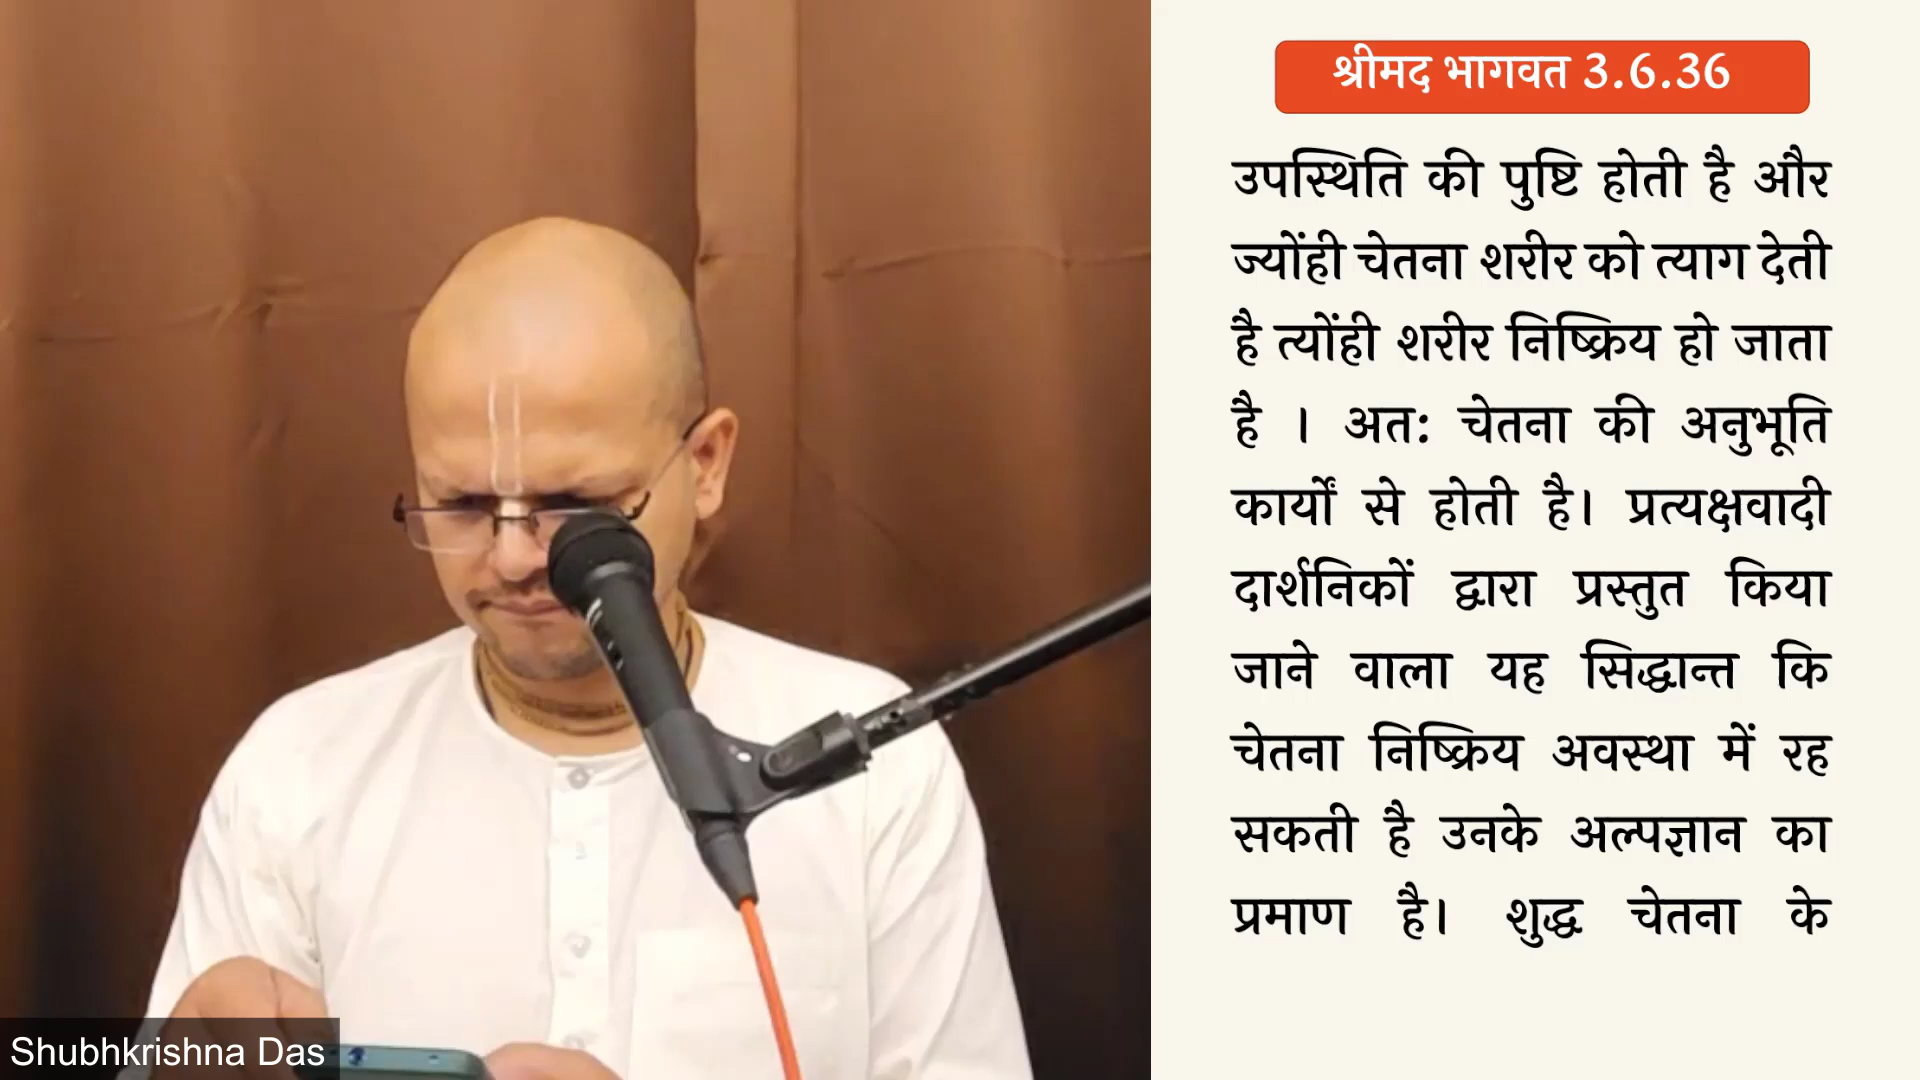 श्रीमद भागवत 3.6.36
उपस्थिति की पुष्टि होती है और
ज्योंही चेतना शरीर को त्याग देती
है त्योंही शरीर निष्क्रिय हो जाता
है । अत: चेतना की अनुभूति
कार्यों से होती है। प्रत्यक्षवादी
दार्शनिकों द्वारा प्रस्तुत किया
जाने वाला यह सिद्धान्त कि
चेतना निष्क्रिय अवस्था में रह
सकती है उनके अल्पज्ञान का
प्रमाण है। शुद्ध चेतना के
Shubhkrishna Das